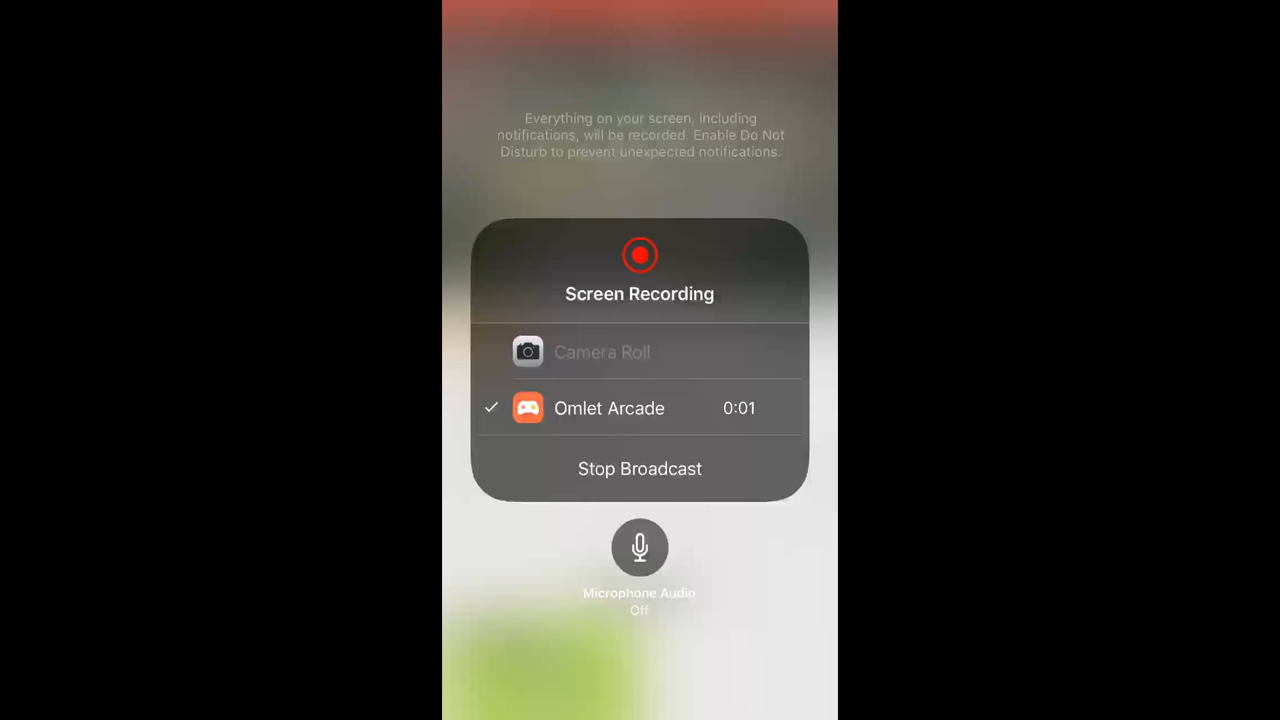 Everything on your screen, including
notifications, will be recorded. Enable Do Not
Disturb to prevent unexpected notifications.
Screen Recording
Camera Roll
Omlet Arcade 0:01
Stop Broadcast
Microphone Audio
Off